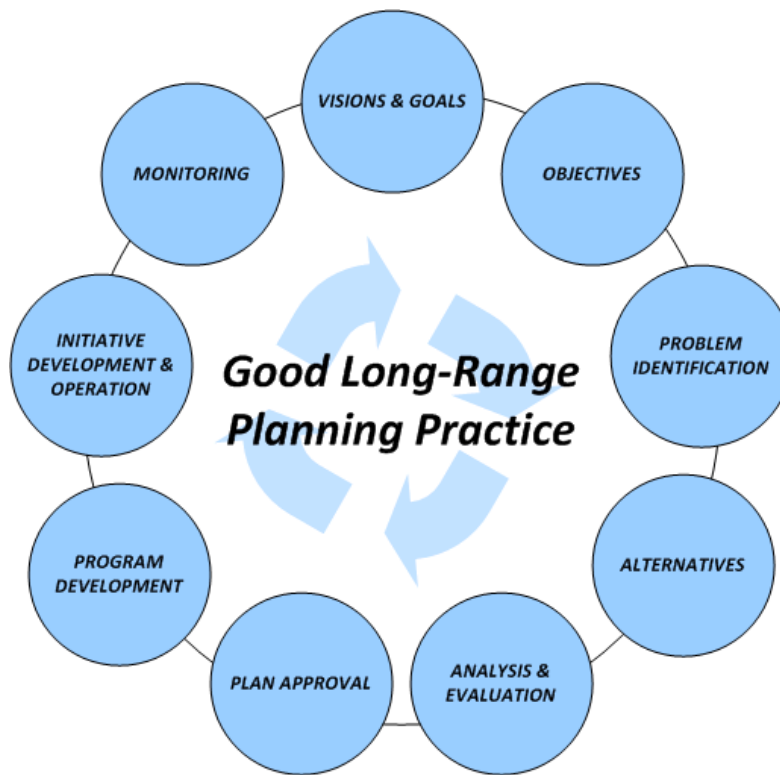 VISIONS & GOALS
OBJECTIVES
PROBLEM
IDENTIFICATION
ALTERNATIVES
ANALYSIS &
EVALUATION
PLAN APPROVAL
PROGRAM
DEVELOPMENT
INITIATIVE
DEVELOPMENT &
OPERATION
MONITORING
Good Long-Range
Planning Practice